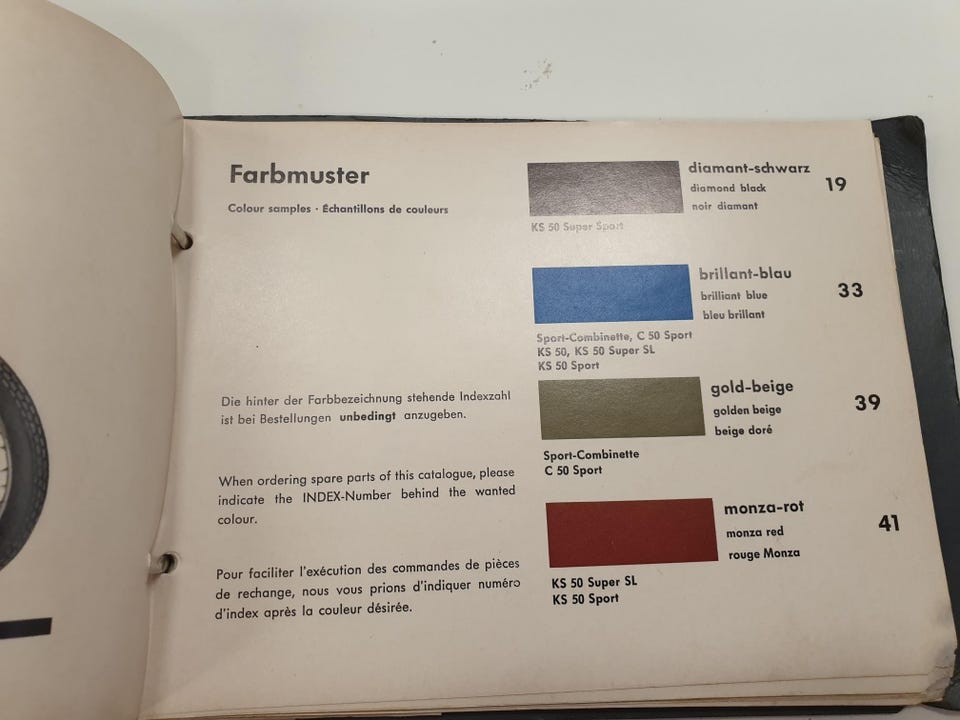 Farbmuster
Colour samples · Échantillons de couleurs
Die hinter der Farbbezeichnung stehende Indexzahl
ist bei Bestellungen unbedingt anzugeben.
When ordering spare parts of this catalogue, please
indicate the INDEX-Number behind the wanted
colour.
Pour faciliter l'exécution des commandes de pièces
de rechange, nous vous prions d'indiquer numéro
d'index après la couleur désirée.
diamant-schwarz
diamond black
noir diamant
19
KS 50 Super Sport
brillant-blau
brilliant blue
bleu brillant
33
Sport-Combinette, C 50 Sport
KS 50, KS 50 Super SL
KS 50 Sport
gold-beige
golden beige
beige doré
39
Sport-Combinette
C 50 Sport
monza-rot
monza red
rouge Monza
41
KS 50 Super SL
KS 50 Sport